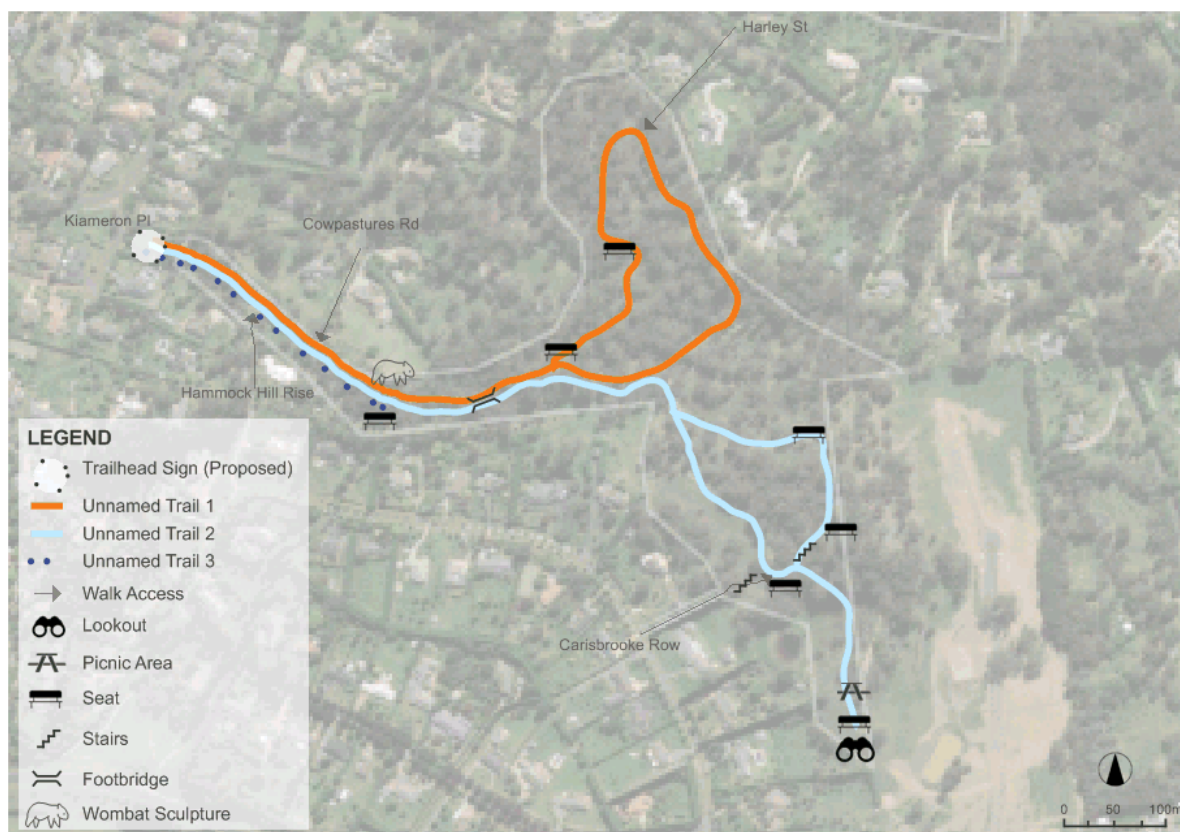 Harley St
Kiameron Pl
Cowpastures Rd
Hammock Hill Rise
Carisbrooke Row
LEGEND
Trailhead Sign (Proposed)
Unnamed Trail 1
Unnamed Trail 2
Unnamed Trail 3
Walk Access
Lookout
Picnic Area
Seat
Stairs
Footbridge
Wombat Sculpture
0 50 100m